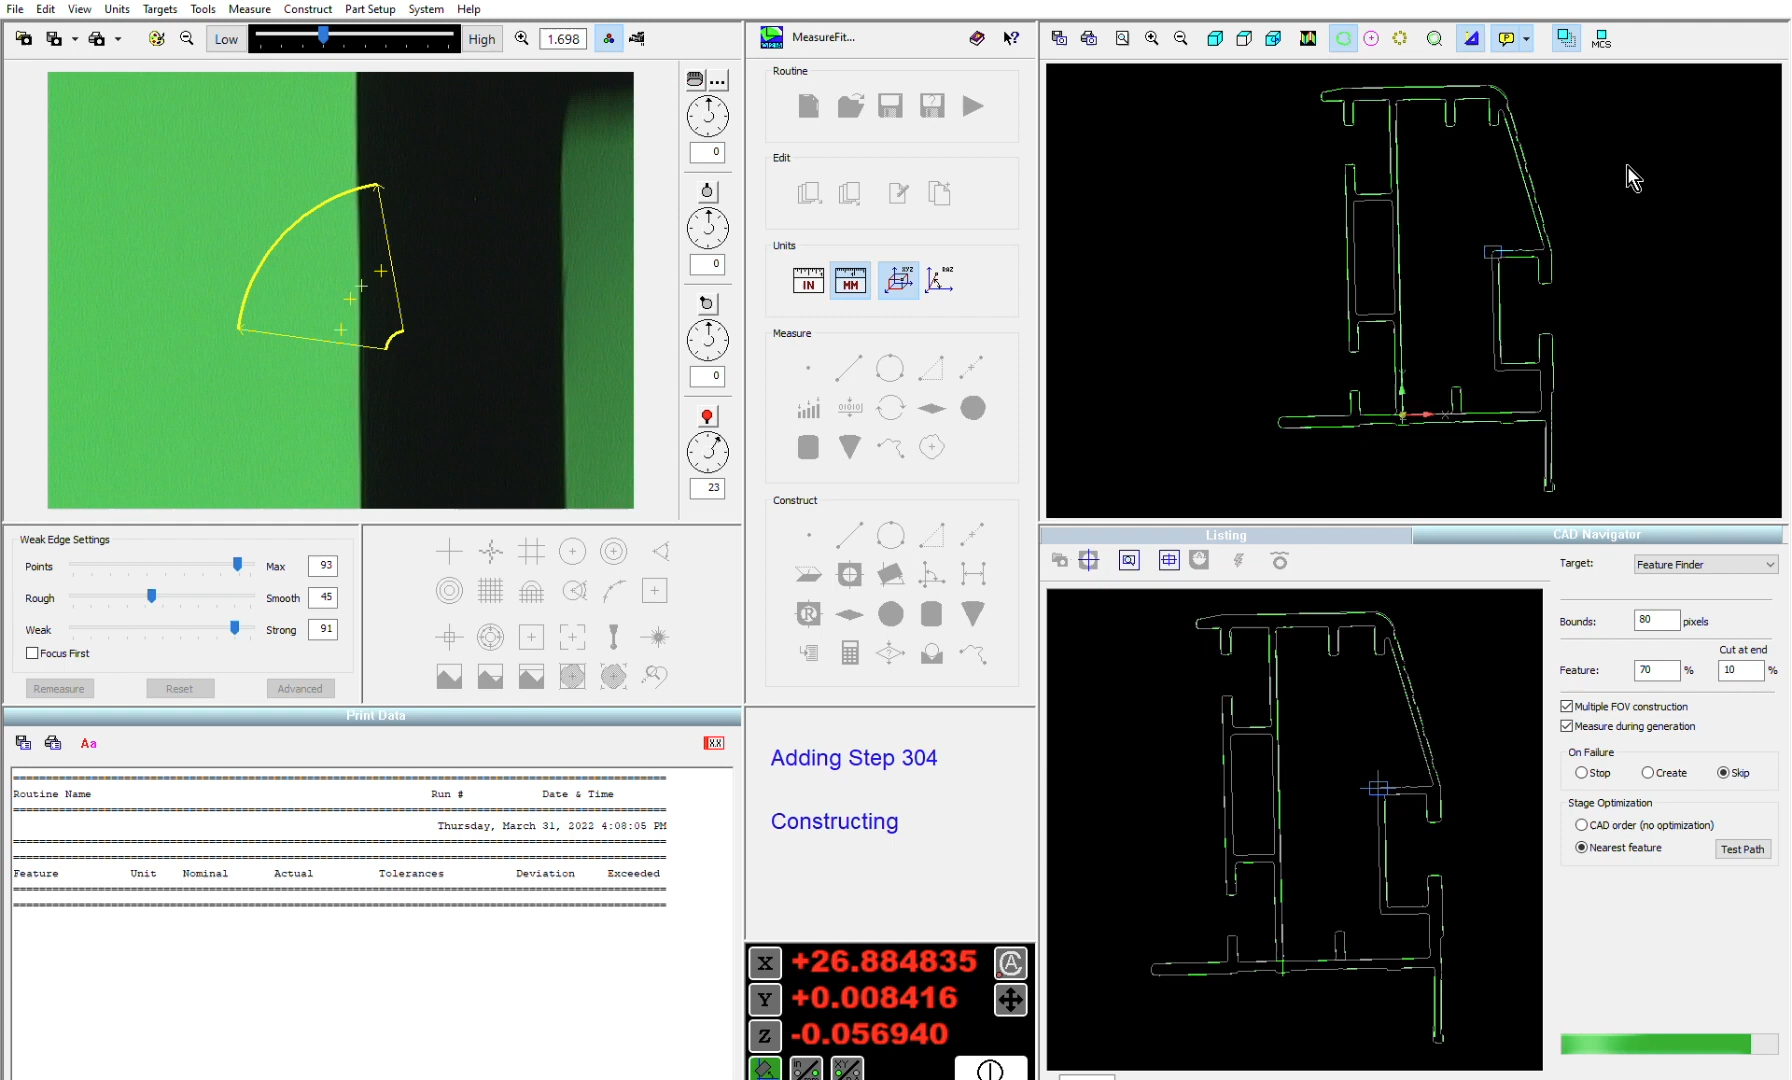 File Edit View Units Targets Tools Measure Construct Part Setup System Help
Low
High
1.698
...
0
0
0
23
Weak Edge Settings
Points Max 93
Rough Smooth 45
Weak Strong 91
Focus First
Remeasure Reset Advanced
Print Data
Aa
X.X
Routine Name Run # Date & Time
Thursday, March 31, 2022 4:08:05 PM
Feature Unit Nominal Actual Tolerances Deviation Exceeded
MeasureFit...
Routine
Edit
Units
IN
MM
XYZ
RAZ
Measure
Construct
Adding Step 304
Constructing
X +26.884835
Y +0.008416
Z -0.056940
MCS
Listing
CAD Navigator
Target: Feature Finder
Bounds: 80 pixels
Cut at end
Feature: 70 % 10 %
Multiple FOV construction
Measure during generation
On Failure
Stop Create Skip
Stage Optimization
CAD order (no optimization)
Nearest feature
Test Path